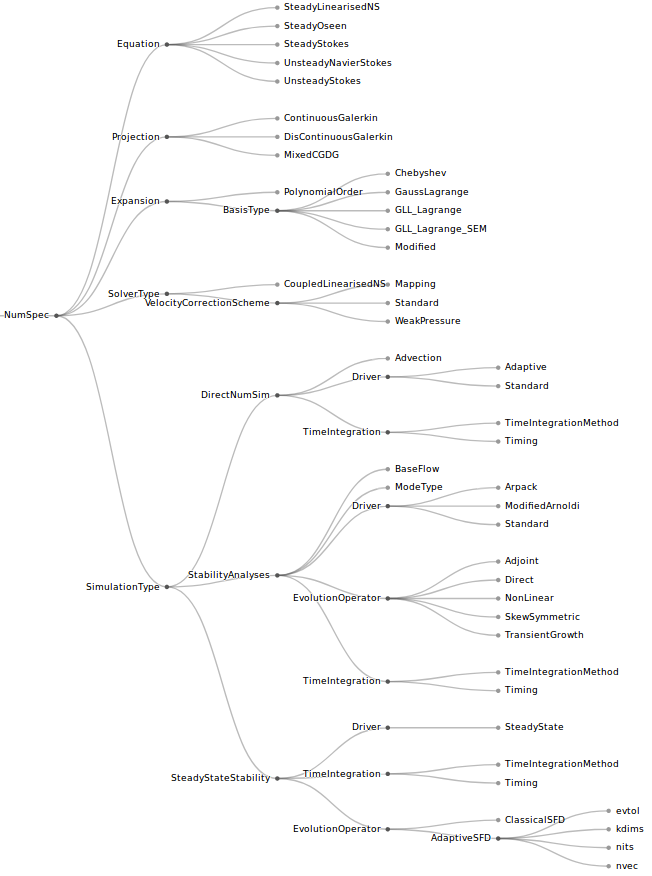 SteadyLinearisedNS
SteadyOseen
Equation
SteadyStokes
UnsteadyNavierStokes
UnsteadyStokes
ContinuousGalerkin
Projection
DisContinuousGalerkin
MixedCGDG
Chebyshev
PolynomialOrder
GaussLagrange
Expansion
BasisType
GLL_Lagrange
GLL_Lagrange_SEM
Modified
CoupledLinearisedNS
Mapping
SolverType
VelocityCorrectionScheme
Standard
NumSpec
WeakPressure
Advection
Adaptive
Driver
Standard
DirectNumSim
TimeIntegrationMethod
TimeIntegration
Timing
BaseFlow
ModeType
Arpack
Driver
ModifiedArnoldi
Standard
Adjoint
StabilityAnalyses
Direct
SimulationType
EvolutionOperator
NonLinear
SkewSymmetric
TransientGrowth
TimeIntegrationMethod
TimeIntegration
Timing
Driver
SteadyState
TimeIntegrationMethod
SteadyStateStability
TimeIntegration
Timing
evtol
ClassicalSFD
EvolutionOperator
kdims
AdaptiveSFD
nits
nvec